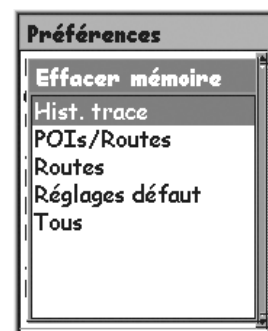 Préférences
Effacer mémoire
Hist. trace
POIs/Routes
Routes
Réglages défaut
Tous